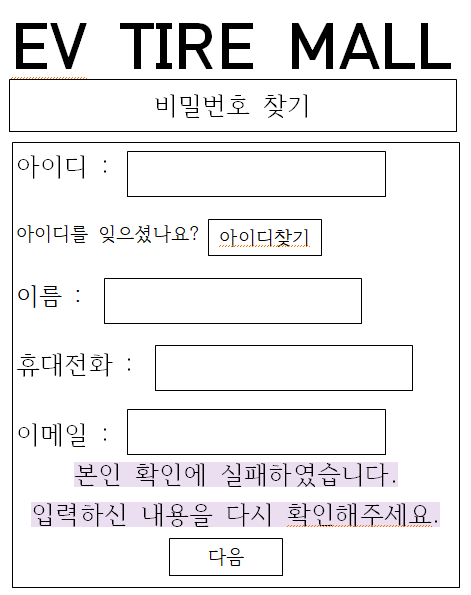 EV TIRE MALL
비밀번호 찾기
아이디 :
아이디를 잊으셨나요? 아이디찾기
이름 :
휴대전화 :
이메일 :
본인 확인에 실패하였습니다.
입력하신 내용을 다시 확인해주세요.
다음